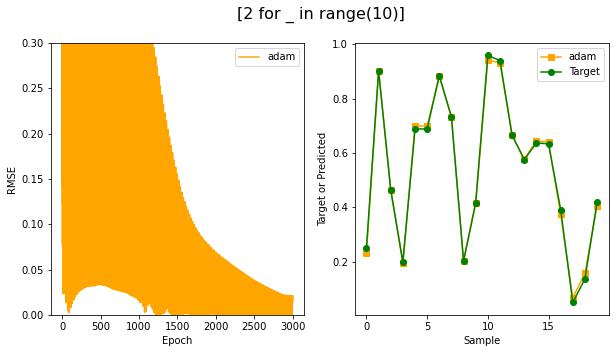 [2 for _ in range(10)]
0.30
0.25
0.20
0.15
0.10
0.05
0.00
RMSE
0 500 1000 1500 2000 2500 3000
Epoch
adam
1.0
0.8
0.6
0.4
0.2
Target or Predicted
0 5 10 15
Sample
adam
Target